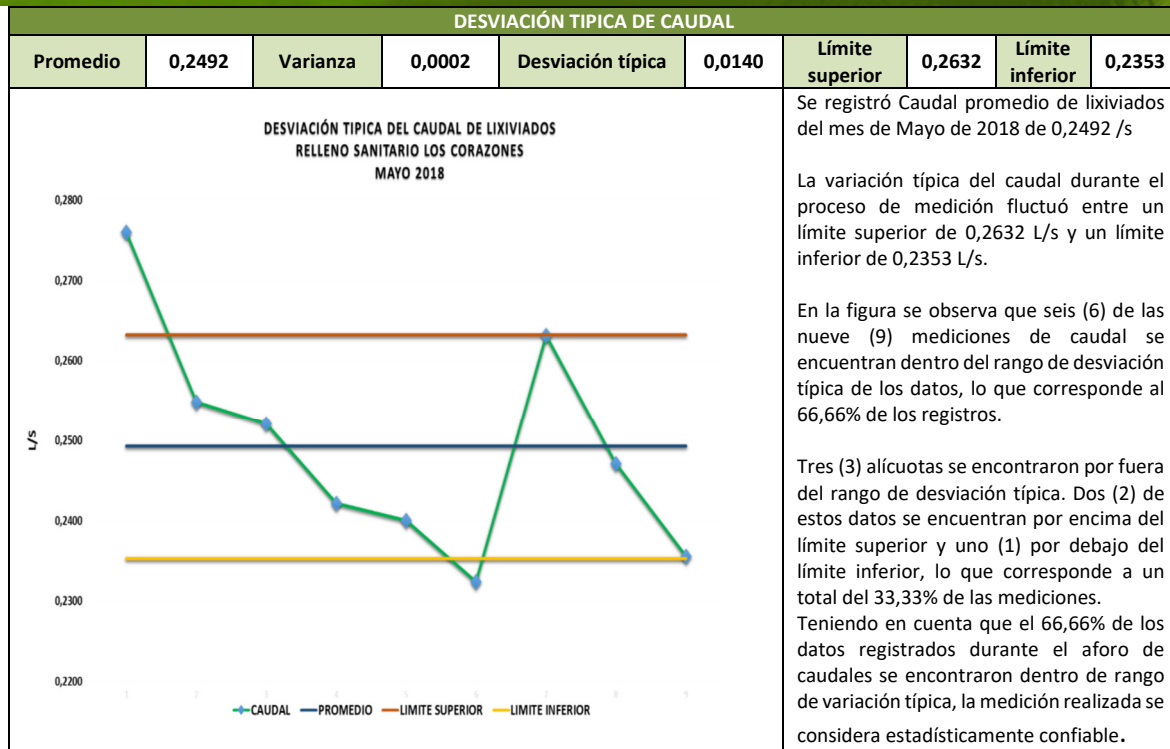 DESVIACIÓN TIPICA DE CAUDAL
Promedio 0,2492 Varianza 0,0002 Desviación típica 0,0140 Límite superior 0,2632 Límite inferior 0,2353
DESVIACIÓN TIPICA DEL CAUDAL DE LIXIVIADOS
RELLENO SANITARIO LOS CORAZONES
MAYO 2018
0,2800
0,2700
0,2600
0,2500
0,2400
0,2300
0,2200
L/S
1 2 3 4 5 6 7 8 9
CAUDAL PROMEDIO LIMITE SUPERIOR LIMITE INFERIOR
Se registró Caudal promedio de lixiviados
del mes de Mayo de 2018 de 0,2492 /s
La variación típica del caudal durante el
proceso de medición fluctuó entre un
límite superior de 0,2632 L/s y un límite
inferior de 0,2353 L/s.
En la figura se observa que seis (6) de las
nueve (9) mediciones de caudal se
encuentran dentro del rango de desviación
típica de los datos, lo que corresponde al
66,66% de los registros.
Tres (3) alícuotas se encontraron por fuera
del rango de desviación típica. Dos (2) de
estos datos se encuentran por encima del
límite superior y uno (1) por debajo del
límite inferior, lo que corresponde a un
total del 33,33% de las mediciones.
Teniendo en cuenta que el 66,66% de los
datos registrados durante el aforo de
caudales se encontraron dentro de rango
de variación típica, la medición realizada se
considera estadísticamente confiable.